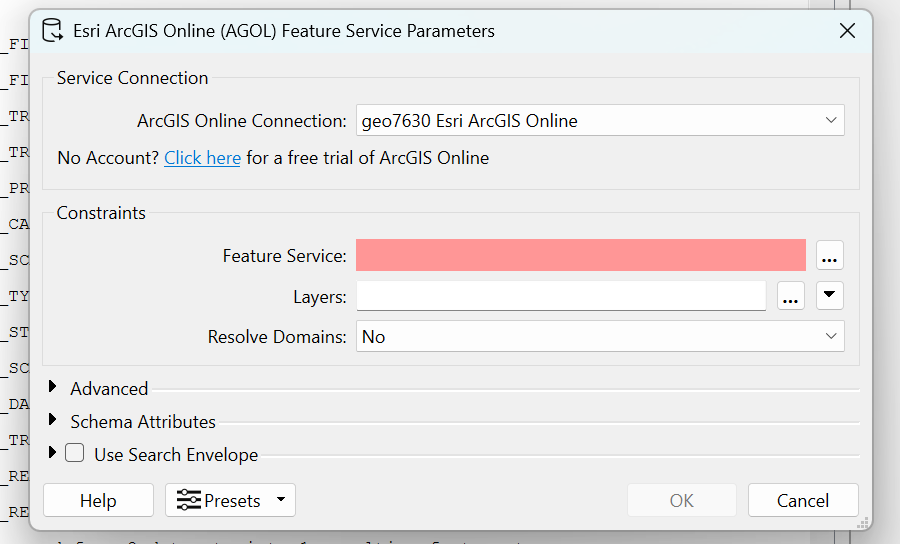 Esri ArcGIS Online (AGOL) Feature Service Parameters
Service Connection
ArcGIS Online Connection: geo7630 Esri ArcGIS Online
No Account? Click here for a free trial of ArcGIS Online
Constraints
Feature Service: ...
Layers: ...
Resolve Domains: No
Advanced
Schema Attributes
Use Search Envelope
Help Presets OK Cancel
_FI
_FI
_TR
_TR
_PR
_CA
_SC
_TY
_ST
_SC
_DA
_TR
_RE
_RE